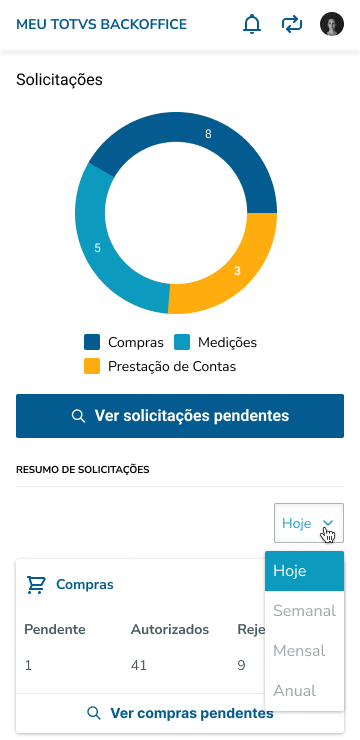 MEU TOTVS BACKOFFICE
Solicitações
8
5
3
Compras Medições
Prestação de Contas
Ver solicitações pendentes
RESUMO DE SOLICITAÇÕES
Hoje
Hoje
Semanal
Mensal
Anual
Compras
Pendente Autorizados Reje
1 41 9
Ver compras pendentes